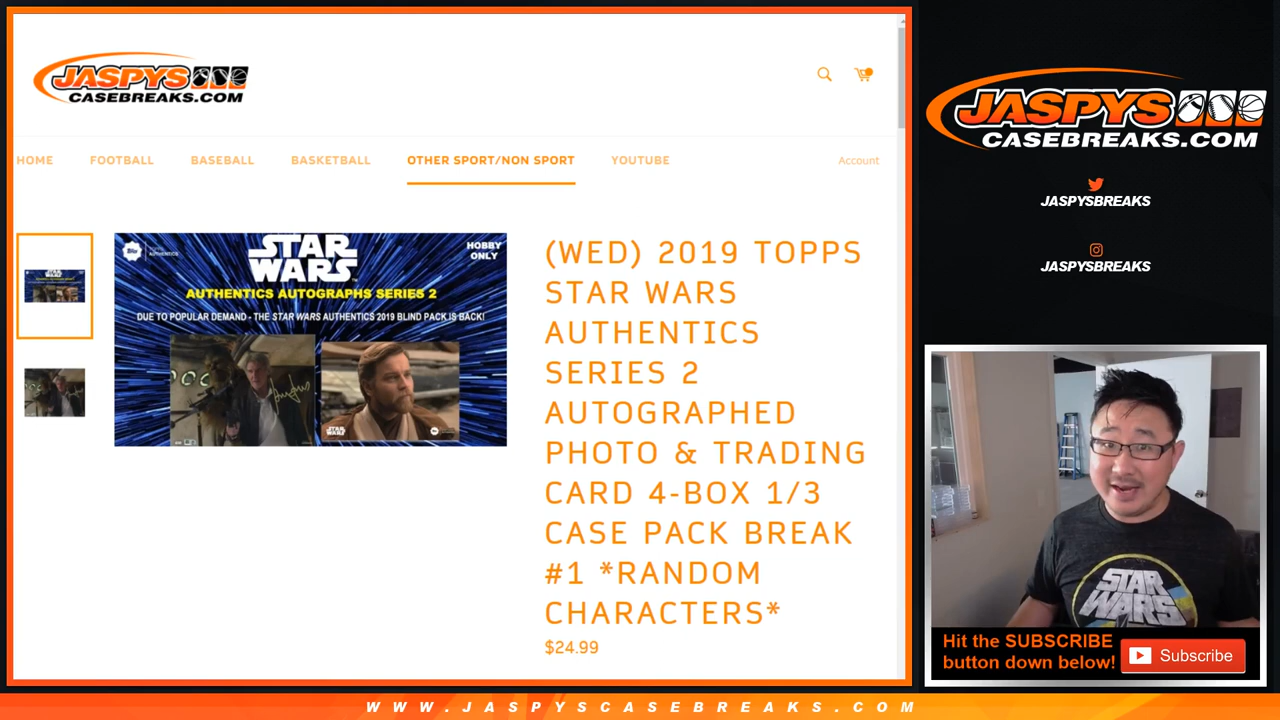 JASPYS
CASEBREAKS.COM
HOME FOOTBALL BASEBALL BASKETBALL OTHER SPORT/NON SPORT YOUTUBE Account
STAR
WARS
HOBBY
ONLY
AUTHENTICS AUTOGRAPHS SERIES 2
DUE TO POPULAR DEMAND - THE STAR WARS AUTHENTICS 2019 BLIND PACK IS BACK!
STAR
WARS
(WED) 2019 TOPPS
STAR WARS
AUTHENTICS
SERIES 2
AUTOGRAPHED
PHOTO & TRADING
CARD 4-BOX 1/3
CASE PACK BREAK
#1 *RANDOM
CHARACTERS*
$24.99
JASPYS
CASEBREAKS.COM
JASPYSBREAKS
JASPYSBREAKS
STAR
WARS
Hit the SUBSCRIBE
button down below!
Subscribe
WWW.JASPYSCASEBREAKS.COM